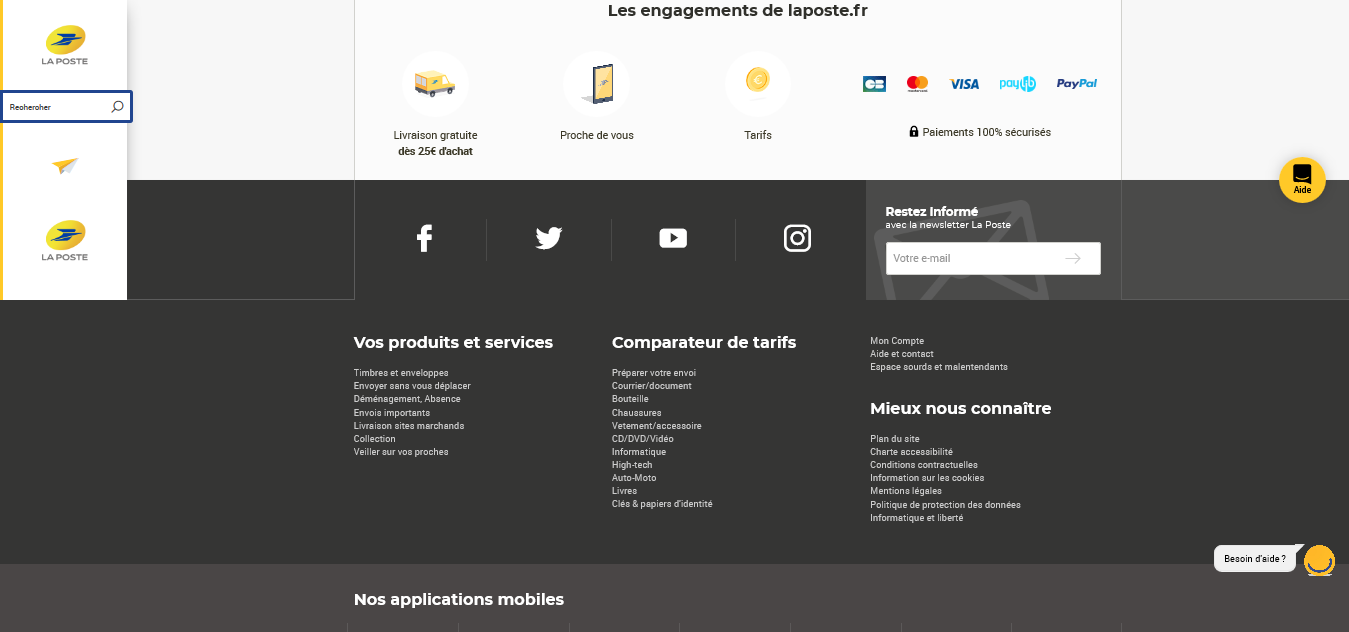 LA POSTE
Rechercher
LA POSTE
Les engagements de laposte.fr
Livraison gratuite
dès 25€ d'achat
Proche de vous
Tarifs
CB
mastercard
VISA
paylib
PayPal
Paiements 100% sécurisés
Aide
Restez Informé
avec la newsletter La Poste
Votre e-mail
Vos produits et services
Timbres et enveloppes
Envoyer sans vous déplacer
Déménagement, Absence
Envois importants
Livraison sites marchands
Collection
Veiller sur vos proches
Comparateur de tarifs
Préparer votre envoi
Courrier/document
Bouteille
Chaussures
Vetement/accessoire
CD/DVD/Vidéo
Informatique
High-tech
Auto-Moto
Livres
Clés & papiers d'identité
Mon Compte
Aide et contact
Espace sourds et malentendants
Mieux nous connaître
Plan du site
Charte accessibilité
Conditions contractuelles
Information sur les cookies
Mentions légales
Politique de protection des données
Informatique et liberté
Besoin d'aide ?
Nos applications mobiles